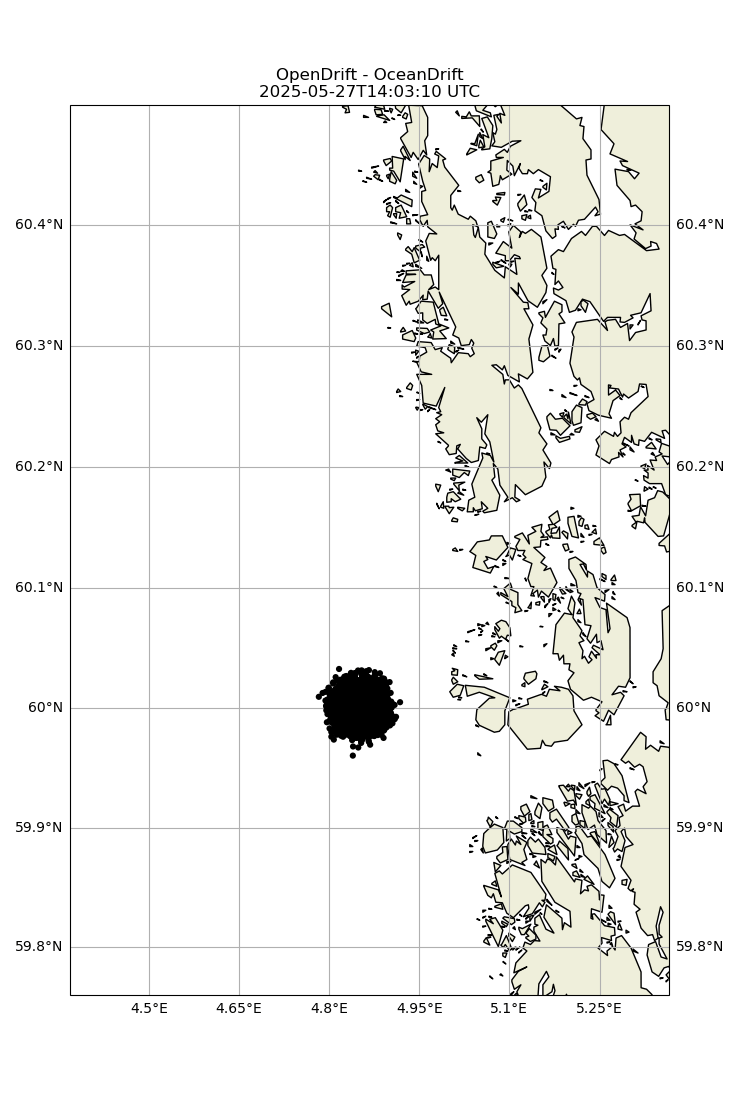 OpenDrift - OceanDrift
2025-05-27T14:03:10 UTC
60.4°N 60.4°N
60.3°N 60.3°N
60.2°N 60.2°N
60.1°N 60.1°N
60°N 60°N
59.9°N 59.9°N
59.8°N 59.8°N
4.5°E 4.65°E 4.8°E 4.95°E 5.1°E 5.25°E